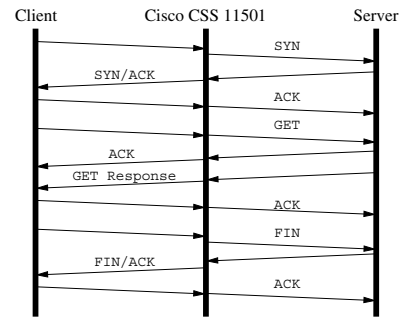 Client Cisco CSS 11501 Server
SYN
SYN/ACK
ACK
GET
ACK
GET Response
ACK
FIN
FIN/ACK
ACK